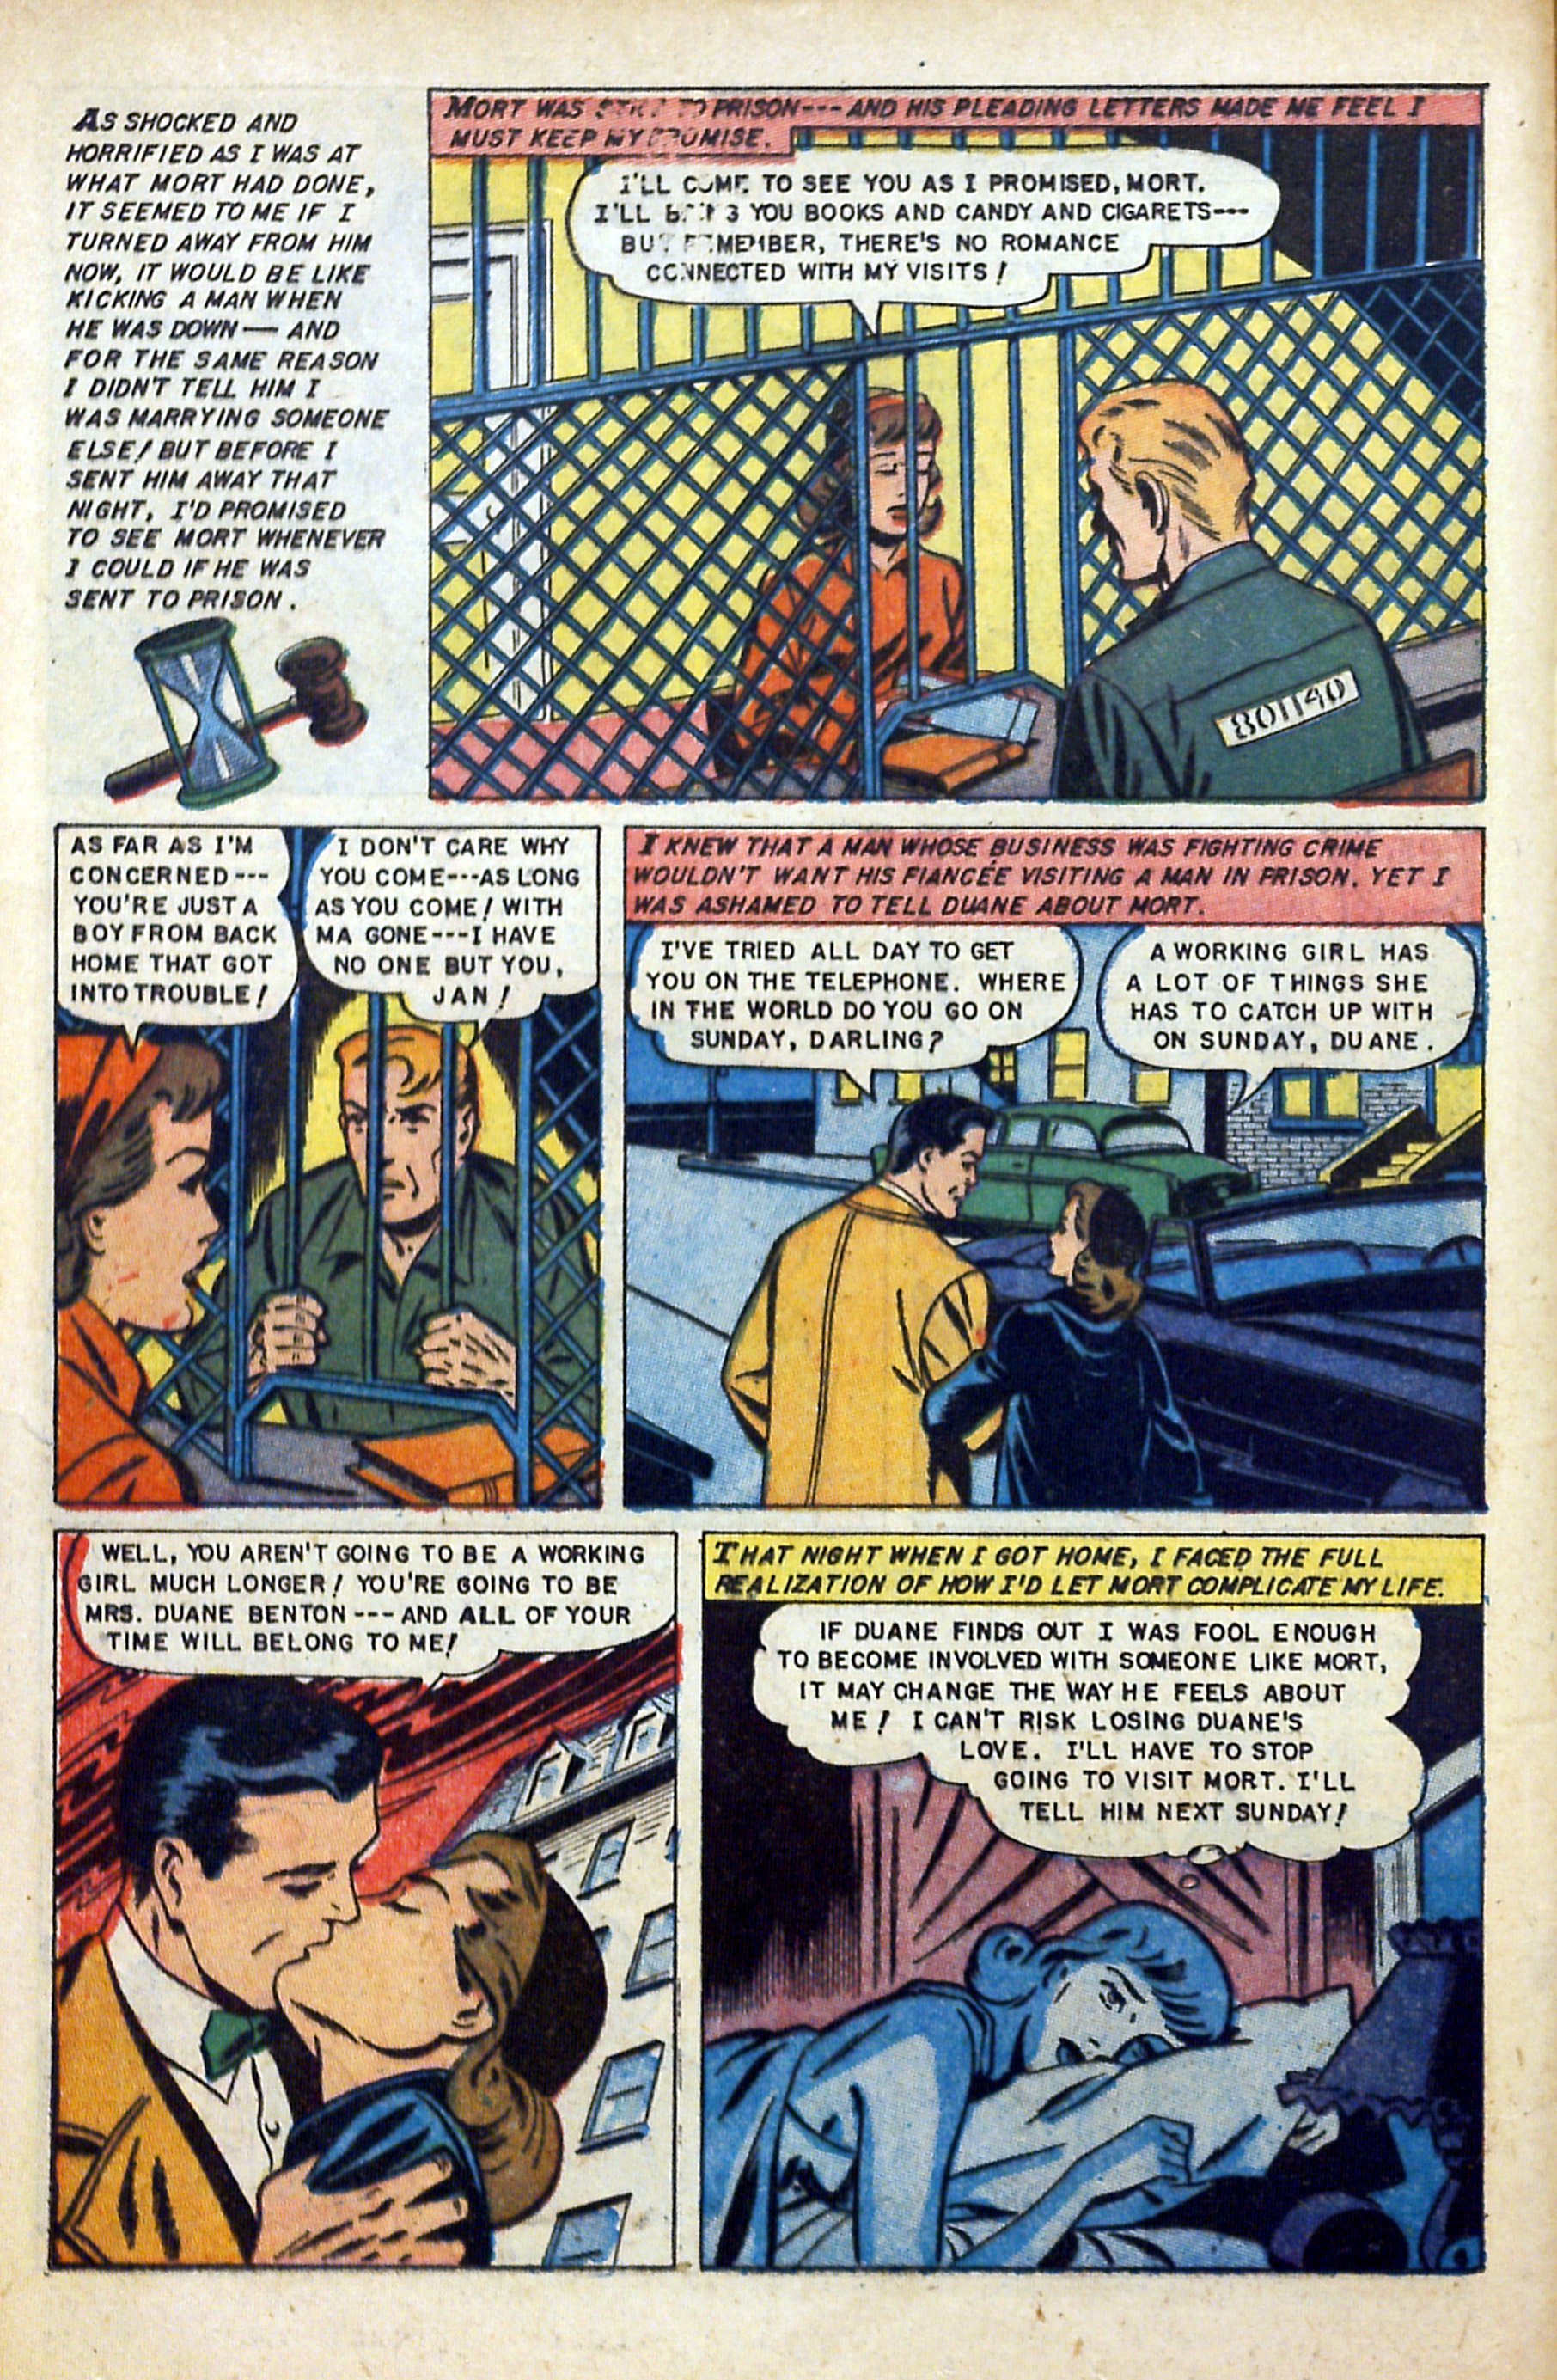 AS SHOCKED AND
HORRIFIED AS I WAS AT
WHAT MORT HAD DONE,
IT SEEMED TO ME IF I
TURNED AWAY FROM HIM
NOW, IT WOULD BE LIKE
KICKING A MAN WHEN
HE WAS DOWN — AND
FOR THE SAME REASON
I DIDN'T TELL HIM I
WAS MARRYING SOMEONE
ELSE! BUT BEFORE I
SENT HIM AWAY THAT
NIGHT, I'D PROMISED
TO SEE MORT WHENEVER
I COULD IF HE WAS
SENT TO PRISON.
MORT WAS TO PRISON --- AND HIS PLEADING LETTERS MADE ME FEEL I
MUST KEEP MY PROMISE.
I'LL COME TO SEE YOU AS I PROMISED, MORT.
I'LL BRING YOU BOOKS AND CANDY AND CIGARETS---
BUT REMEMBER, THERE'S NO ROMANCE
CONNECTED WITH MY VISITS!
801140
AS FAR AS I'M
CONCERNED---
YOU'RE JUST A
BOY FROM BACK
HOME THAT GOT
INTO TROUBLE!
I DON'T CARE WHY
YOU COME---AS LONG
AS YOU COME! WITH
MA GONE---I HAVE
NO ONE BUT YOU,
JAN!
I KNEW THAT A MAN WHOSE BUSINESS WAS FIGHTING CRIME
WOULDN'T WANT HIS FIANCÉE VISITING A MAN IN PRISON. YET I
WAS ASHAMED TO TELL DUANE ABOUT MORT.
I'VE TRIED ALL DAY TO GET
YOU ON THE TELEPHONE. WHERE
IN THE WORLD DO YOU GO ON
SUNDAY, DARLING?
A WORKING GIRL HAS
A LOT OF THINGS SHE
HAS TO CATCH UP WITH
ON SUNDAY, DUANE.
WELL, YOU AREN'T GOING TO BE A WORKING
GIRL MUCH LONGER! YOU'RE GOING TO BE
MRS. DUANE BENTON --- AND ALL OF YOUR
TIME WILL BELONG TO ME!
THAT NIGHT WHEN I GOT HOME, I FACED THE FULL
REALIZATION OF HOW I'D LET MORT COMPLICATE MY LIFE.
IF DUANE FINDS OUT I WAS FOOL ENOUGH
TO BECOME INVOLVED WITH SOMEONE LIKE MORT,
IT MAY CHANGE THE WAY HE FEELS ABOUT
ME! I CAN'T RISK LOSING DUANE'S
LOVE. I'LL HAVE TO STOP
GOING TO VISIT MORT. I'LL
TELL HIM NEXT SUNDAY!